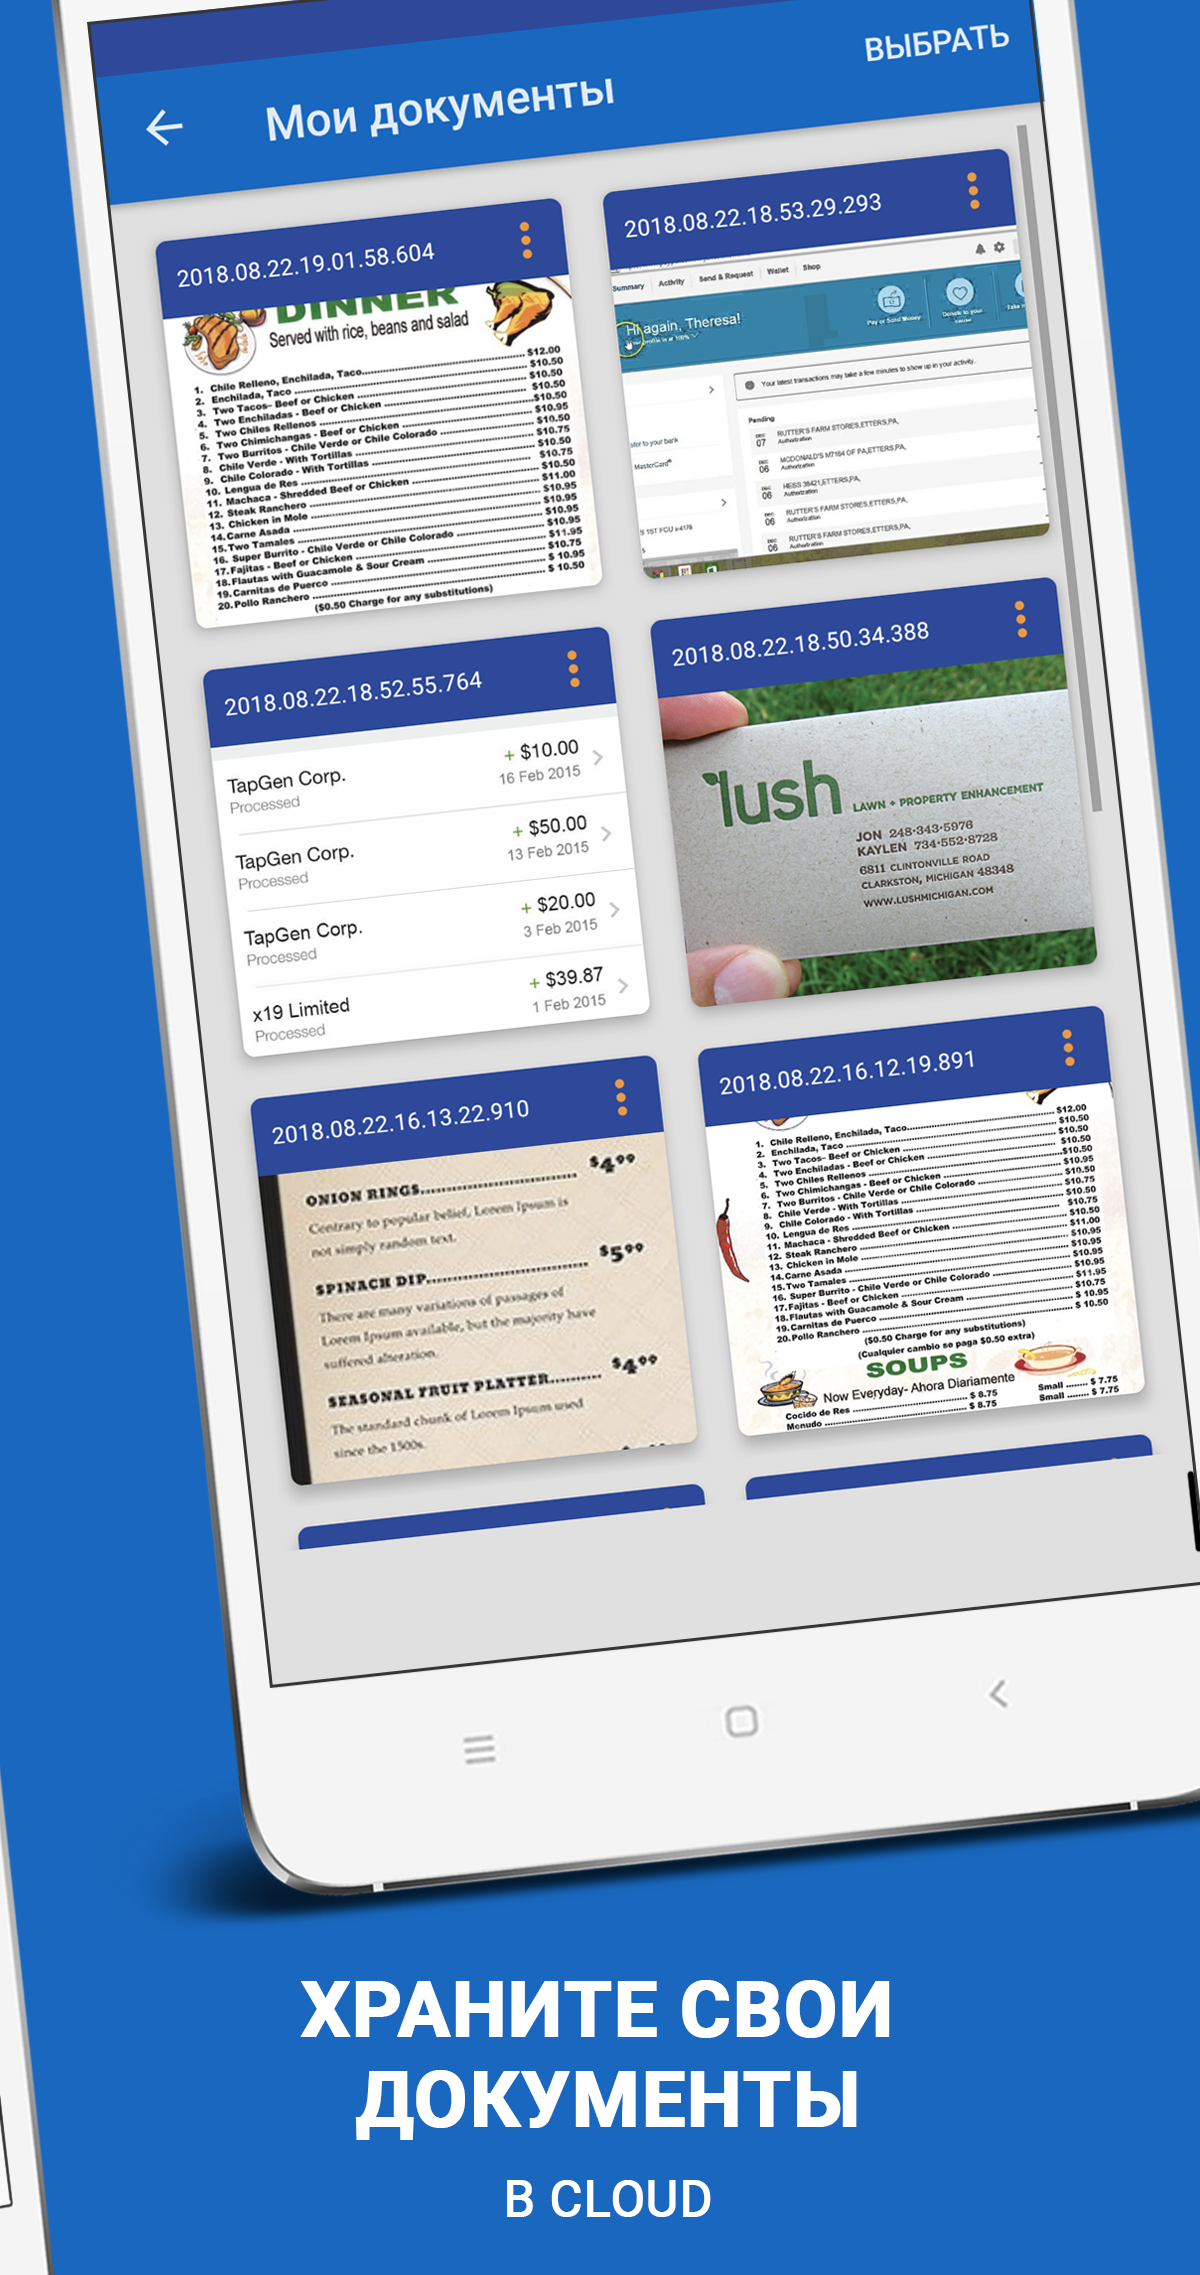 ВЫБРАТЬ
Мои документы
2018.08.22.19.01.58.604
DINNER
Served with rice, beans and salad
1. Chile Relleno, Enchilada, Taco $12.00
2. Enchilada, Taco $10.50
3. Two Tacos- Beef or Chicken $10.50
4. Two Enchiladas - Beef or Chicken $10.50
5. Two Chiles Rellenos $10.50
6. Two Chimichangas - Beef or Chicken $10.95
7. Two Burritos - Chile Verde or Chile Colorado $10.50
8. Chile Verde - With Tortillas $10.75
9. Chile Colorado - With Tortillas $10.50
10. Lengua de Res $10.75
11. Machaca - Shredded Beef or Chicken $10.50
12. Steak Ranchero $11.00
13. Chicken in Mole $10.95
14. Carne Asada $10.95
15. Two Tamales $10.95
16. Super Burrito - Chile Verde or Chile Colorado $10.95
17. Fajitas - Beef or Chicken $11.95
18. Flautas with Guacamole & Sour Cream $10.75
19. Carnitas de Puerco $ 10.95
20. Pollo Ranchero $ 10.50
($0.50 Charge for any substitutions)
2018.08.22.18.53.29.293
Summary Activity Send & Request Wallet Shop
Hi again, Theresa!
Pay or Send Money
Donate to your cause
Your latest transactions may take a few minutes to show up in your activity.
Pending
DEC 07 RUTTER'S FARM STORES,ETTERS,PA,
Authorization
DEC 06 MCDONALD'S M7164 OF PA,ETTERS,PA,
Authorization
DEC 06 HESS 38421,ETTERS,PA,
Authorization
DEC 06 RUTTER'S FARM STORES,ETTERS,PA,
Authorization
DEC 06 RUTTER'S FARM STORES,ETTERS,PA,
Authorization
sfer to your bank
MasterCard®
'S 1ST FCU x-4178
2018.08.22.18.52.55.764
TapGen Corp. + $10.00
Processed 16 Feb 2015
TapGen Corp. + $50.00
Processed 13 Feb 2015
TapGen Corp. + $20.00
Processed 3 Feb 2015
x19 Limited + $39.87
Processed 1 Feb 2015
2018.08.22.18.50.34.388
lush LAWN + PROPERTY ENHANCEMENT
JON 248·343·5976
KAYLEN 734·552·8728
6811 CLINTONVILLE ROAD
CLARKSTON, MICHIGAN 48348
WWW.LUSHMICHIGAN.COM
2018.08.22.16.13.22.910
ONION RINGS $4.99
Contrary to popular belief, Lorem Ipsum is
not simply random text.
SPINACH DIP $5.99
There are many variations of passages of
Lorem Ipsum available, but the majority have
suffered alteration.
SEASONAL FRUIT PLATTER $4.99
The standard chunk of Lorem Ipsum used
since the 1500s.
2018.08.22.16.12.19.891
1. Chile Relleno, Enchilada, Taco $12.00
2. Enchilada, Taco $10.50
3. Two Tacos- Beef or Chicken $10.50
4. Two Enchiladas - Beef or Chicken $10.50
5. Two Chiles Rellenos $10.50
6. Two Chimichangas - Beef or Chicken $10.95
7. Two Burritos - Chile Verde or Chile Colorado $10.50
8. Chile Verde - With Tortillas $10.75
9. Chile Colorado - With Tortillas $10.50
10. Lengua de Res $10.75
11. Machaca - Shredded Beef or Chicken $10.50
12. Steak Ranchero $11.00
13. Chicken in Mole $10.95
14. Carne Asada $10.95
15. Two Tamales $10.95
16. Super Burrito - Chile Verde or Chile Colorado $10.95
17. Fajitas - Beef or Chicken $11.95
18. Flautas with Guacamole & Sour Cream $10.75
19. Carnitas de Puerco $ 10.95
20. Pollo Ranchero $ 10.50
($0.50 Charge for any substitutions)
(Cualquier cambio se paga $0.50 extra)
SOUPS
Now Everyday- Ahora Diariamente
Cocido de Res $ 8.75 Small $ 7.75
Menudo $ 8.75 Small $ 7.75
ХРАНИТЕ СВОИ
ДОКУМЕНТЫ
В CLOUD